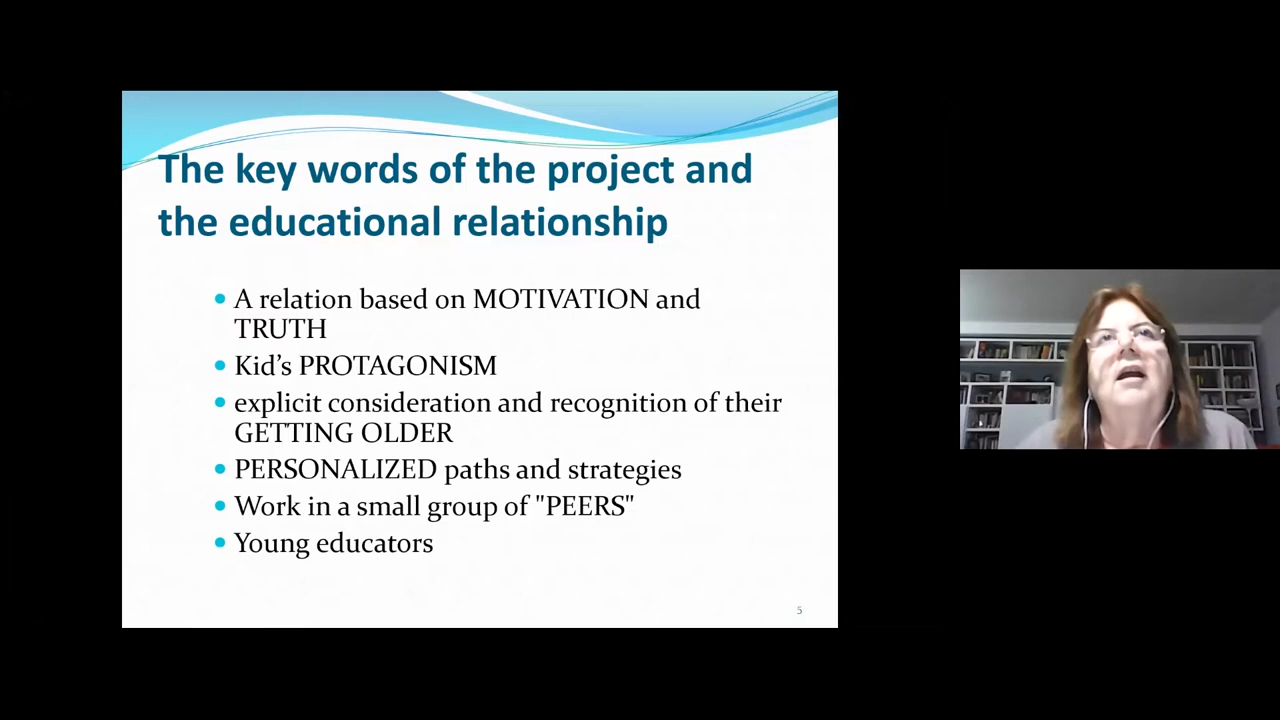 The key words of the project and
the educational relationship
• A relation based on MOTIVATION and
TRUTH
• Kid’s PROTAGONISM
• explicit consideration and recognition of their
GETTING OLDER
• PERSONALIZED paths and strategies
• Work in a small group of "PEERS"
• Young educators
5